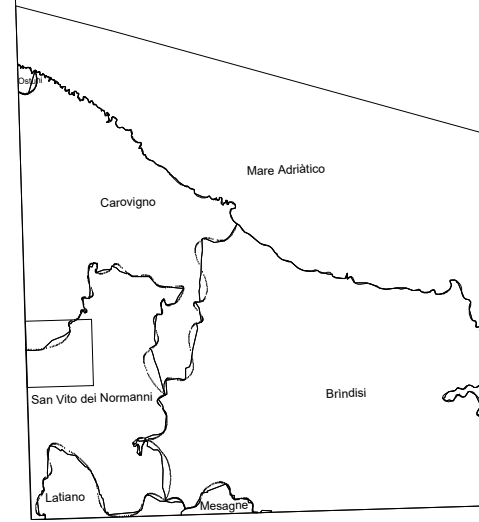 Ostuni
Mare Adriàtico
Carovigno
Brìndisi
San Vito dei Normanni
Latiano
Mesagne